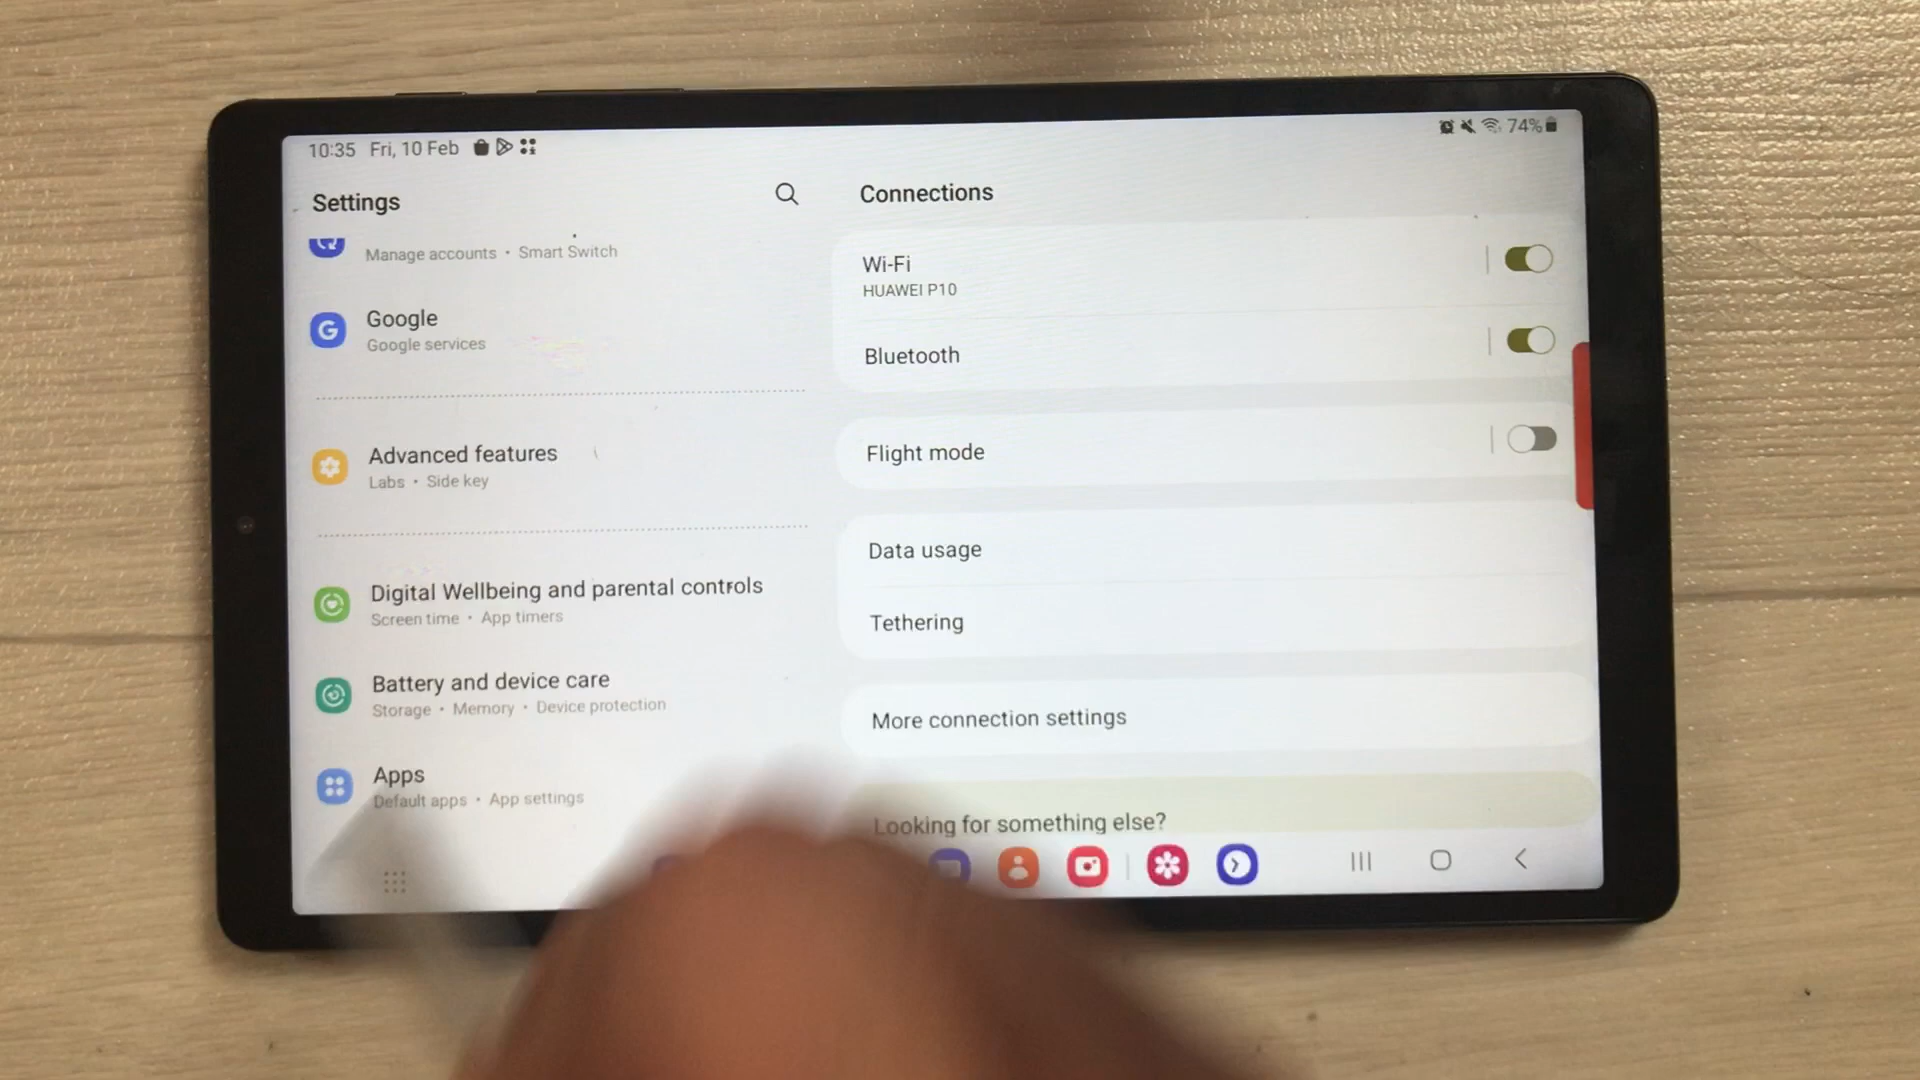 10:35 Fri, 10 Feb
74%
Settings
Manage accounts • Smart Switch
Google
Google services
Advanced features
Labs • Side key
Digital Wellbeing and parental controls
Screen time • App timers
Battery and device care
Storage • Memory • Device protection
Apps
Default apps • App settings
Connections
Wi-Fi
HUAWEI P10
Bluetooth
Flight mode
Data usage
Tethering
More connection settings
Looking for something else?